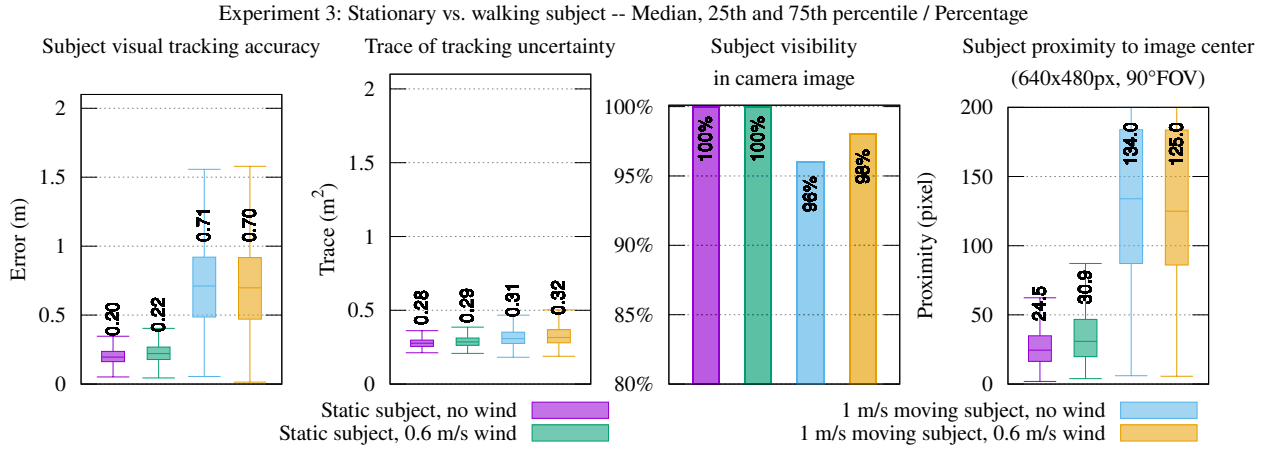 Experiment 3: Stationary vs. walking subject -- Median, 25th and 75th percentile / Percentage
Subject visual tracking accuracy
Error (m)
2
1.5
1
0.5
0
0.20
0.22
0.71
0.70
Trace of tracking uncertainty
Trace (m²)
2
1.5
1
0.5
0
0.28
0.29
0.31
0.32
Subject visibility
in camera image
100%
95%
90%
85%
80%
100%
100%
96%
98%
Subject proximity to image center
(640x480px, 90°FOV)
Proximity (pixel)
200
150
100
50
0
24.5
30.9
134.0
125.0
Static subject, no wind
Static subject, 0.6 m/s wind
1 m/s moving subject, no wind
1 m/s moving subject, 0.6 m/s wind